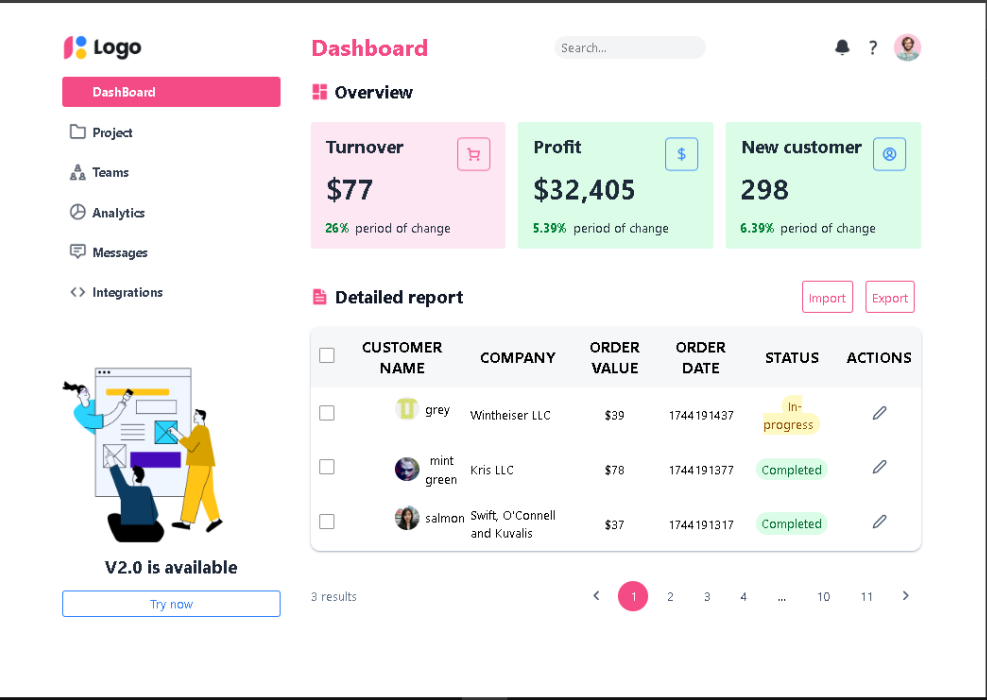 Logo
Dashboard
Search...
?
DashBoard
Project
Teams
Analytics
Messages
Integrations
V2.0 is available
Try now
Overview
Turnover
$77
26% period of change
Profit
$
$32,405
5.39% period of change
New customer
298
6.39% period of change
Detailed report
Import
Export
CUSTOMER NAME
COMPANY
ORDER VALUE
ORDER DATE
STATUS
ACTIONS
grey Wintheiser LLC $39 1744191437 In-progress
mint green Kris LLC $78 1744191377 Completed
salmon Swift, O'Connell and Kuvalis $37 1744191317 Completed
3 results
< 1 2 3 4 ... 10 11 >